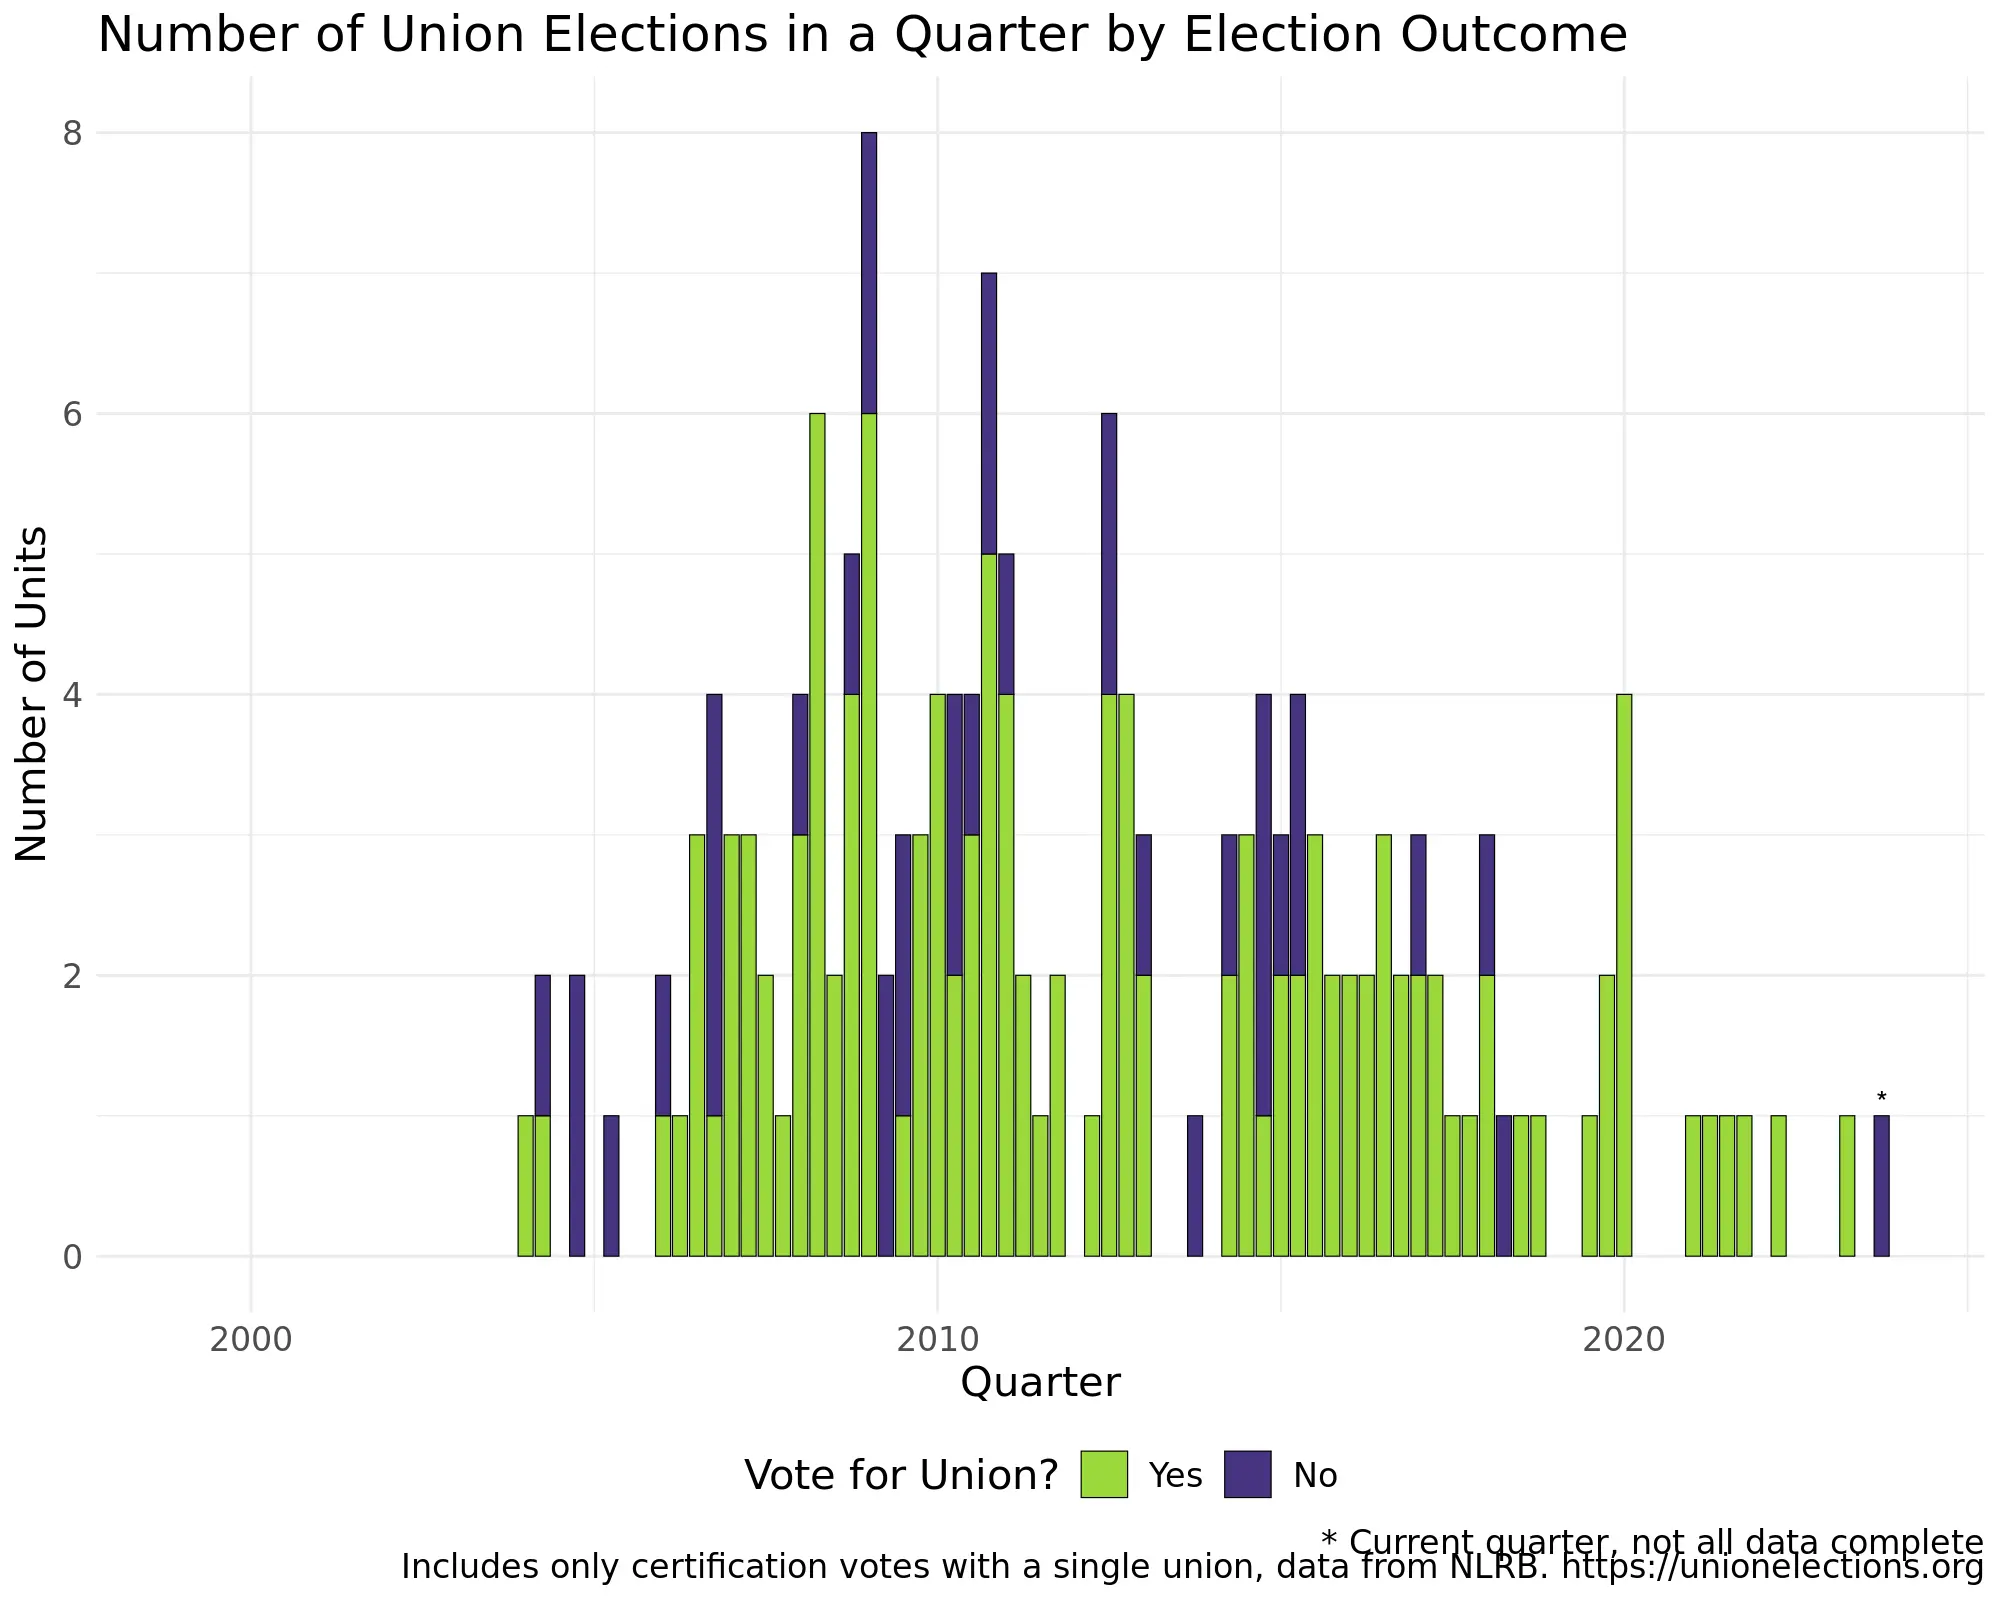 Number of Union Elections in a Quarter by Election Outcome
8
6
4
2
0
Number of Units
*
2000 2010 2020
Quarter
Vote for Union? Yes No
* Current quarter, not all data complete
Includes only certification votes with a single union, data from NLRB. https://unionelections.org